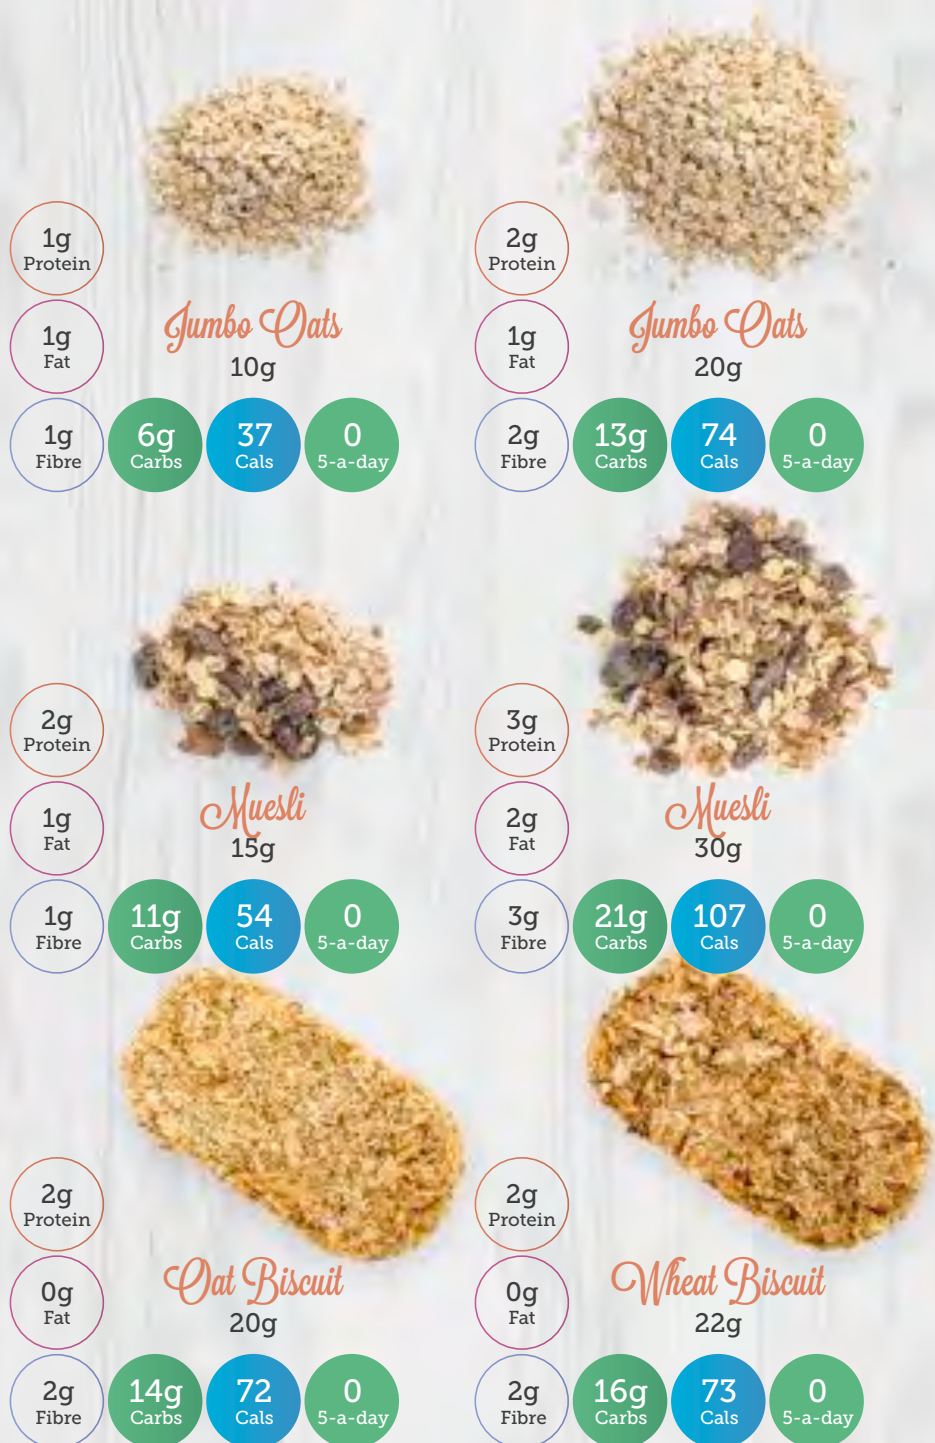 1g
Protein
1g
Fat
1g
Fibre
Jumbo Oats
10g
6g
Carbs
37
Cals
0
5-a-day
2g
Protein
1g
Fat
2g
Fibre
Jumbo Oats
20g
13g
Carbs
74
Cals
0
5-a-day
2g
Protein
1g
Fat
1g
Fibre
Muesli
15g
11g
Carbs
54
Cals
0
5-a-day
3g
Protein
2g
Fat
3g
Fibre
Muesli
30g
21g
Carbs
107
Cals
0
5-a-day
2g
Protein
0g
Fat
2g
Fibre
Oat Biscuit
20g
14g
Carbs
72
Cals
0
5-a-day
2g
Protein
0g
Fat
2g
Fibre
Wheat Biscuit
22g
16g
Carbs
73
Cals
0
5-a-day